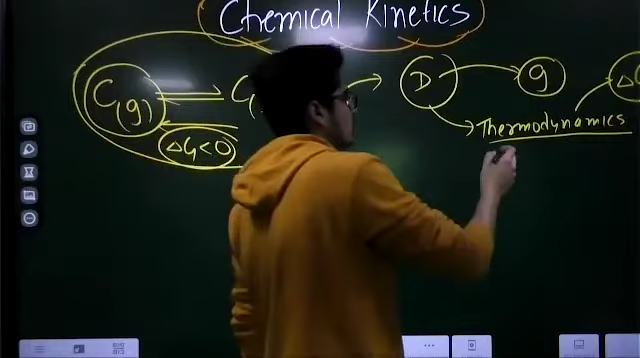 Chemical Kinetics
C(g) ⇌ C( → D → g
ΔG<0
Thermodynamics